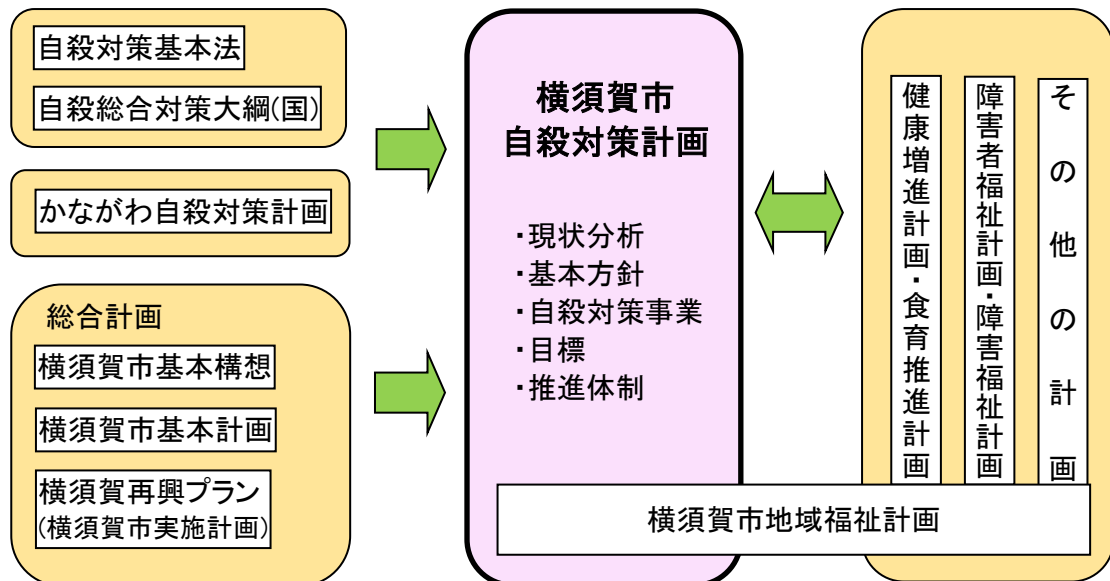 自殺対策基本法
自殺総合対策大綱(国)
かながわ自殺対策計画
総合計画
横須賀市基本構想
横須賀市基本計画
横須賀再興プラン
(横須賀市実施計画)
横須賀市
自殺対策計画
・現状分析
・基本方針
・自殺対策事業
・目標
・推進体制
健康増進計画・食育推進計画
障害者福祉計画・障害福祉計画
その他の計画
横須賀市地域福祉計画